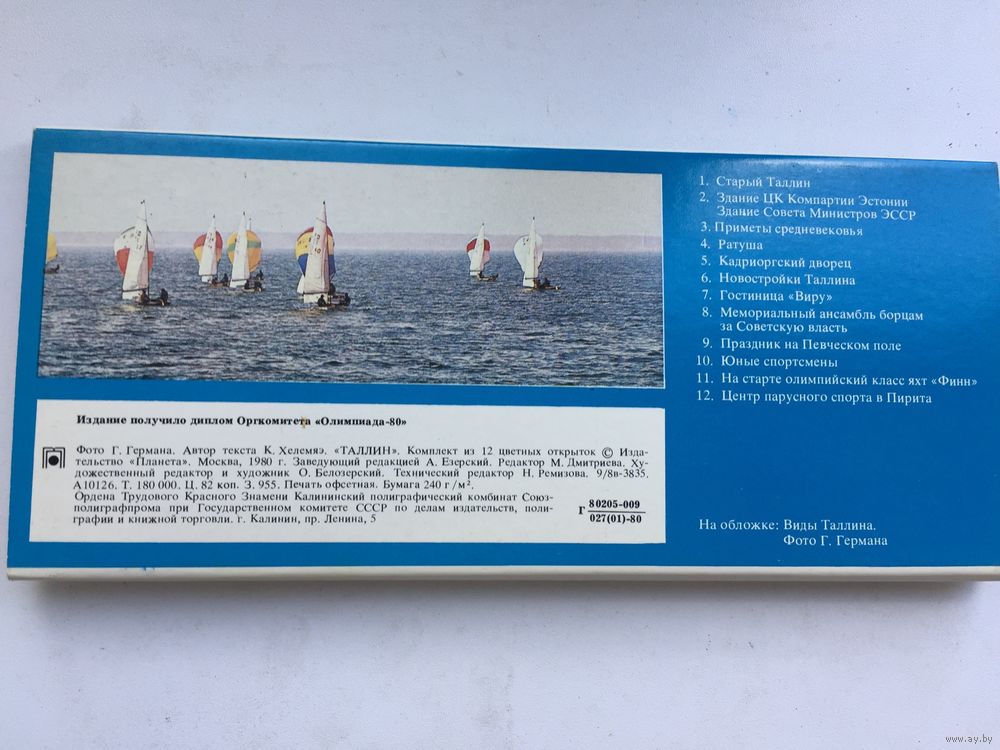 1. Старый Таллин
2. Здание ЦК Компартии Эстонии
Здание Совета Министров ЭССР
3. Приметы средневековья
4. Ратуша
5. Кадриоргский дворец
6. Новостройки Таллина
7. Гостиница «Виру»
8. Мемориальный ансамбль борцам
за Советскую власть
9. Праздник на Певческом поле
10. Юные спортсмены
11. На старте олимпийский класс яхт «Финн»
12. Центр парусного спорта в Пирита
Издание получило диплом Оргкомитета «Олимпиада-80»
Фото Г. Германа. Автор текста К. Хелемяэ. «ТАЛЛИН». Комплект из 12 цветных открыток © Изда-
тельство «Планета». Москва, 1980 г. Заведующий редакцией А. Езерский. Редактор М. Дмитриева. Ху-
дожественный редактор и художник О. Белозерский. Технический редактор Н. Ремизова. 9/8в-3835.
А10126. Т. 180 000. Ц. 82 коп. З. 955. Печать офсетная. Бумага 240 г/м².
Ордена Трудового Красного Знамени Калининский полиграфический комбинат Союз-
полиграфпрома при Государственном комитете СССР по делам издательств, поли-
графии и книжной торговли. г. Калинин, пр. Ленина, 5
Г 80205-009
027(01)-80
На обложке: Виды Таллина.
Фото Г. Германа
www.ay.by